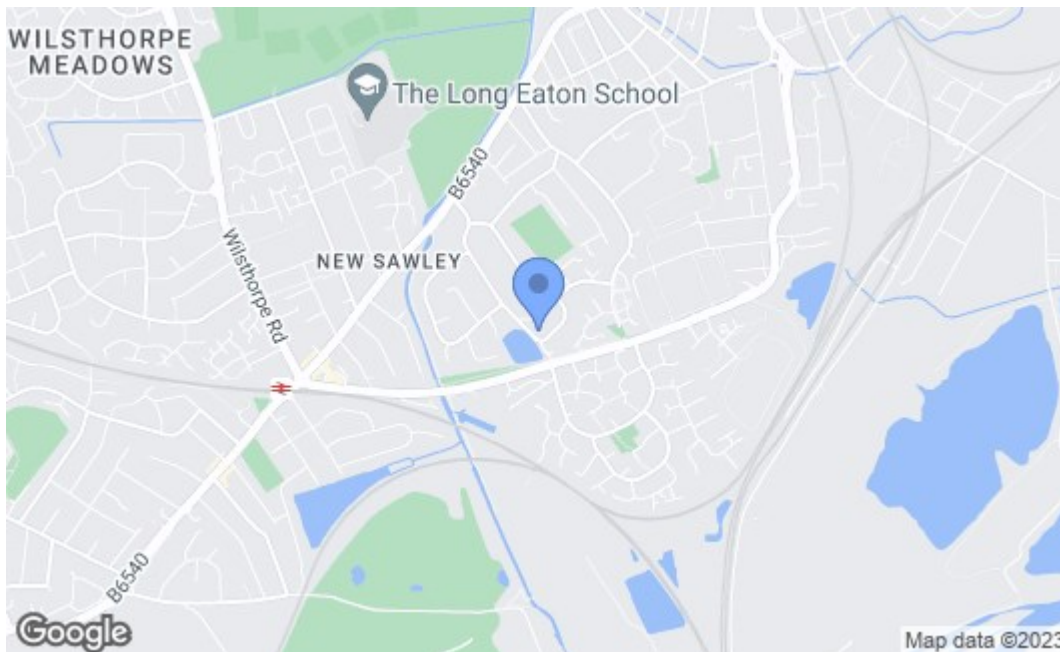 WILSTHORPE
MEADOWS
The Long Eaton School
B6540
Wilsthorpe Rd
NEW SAWLEY
B6540
Google
Map data ©2023